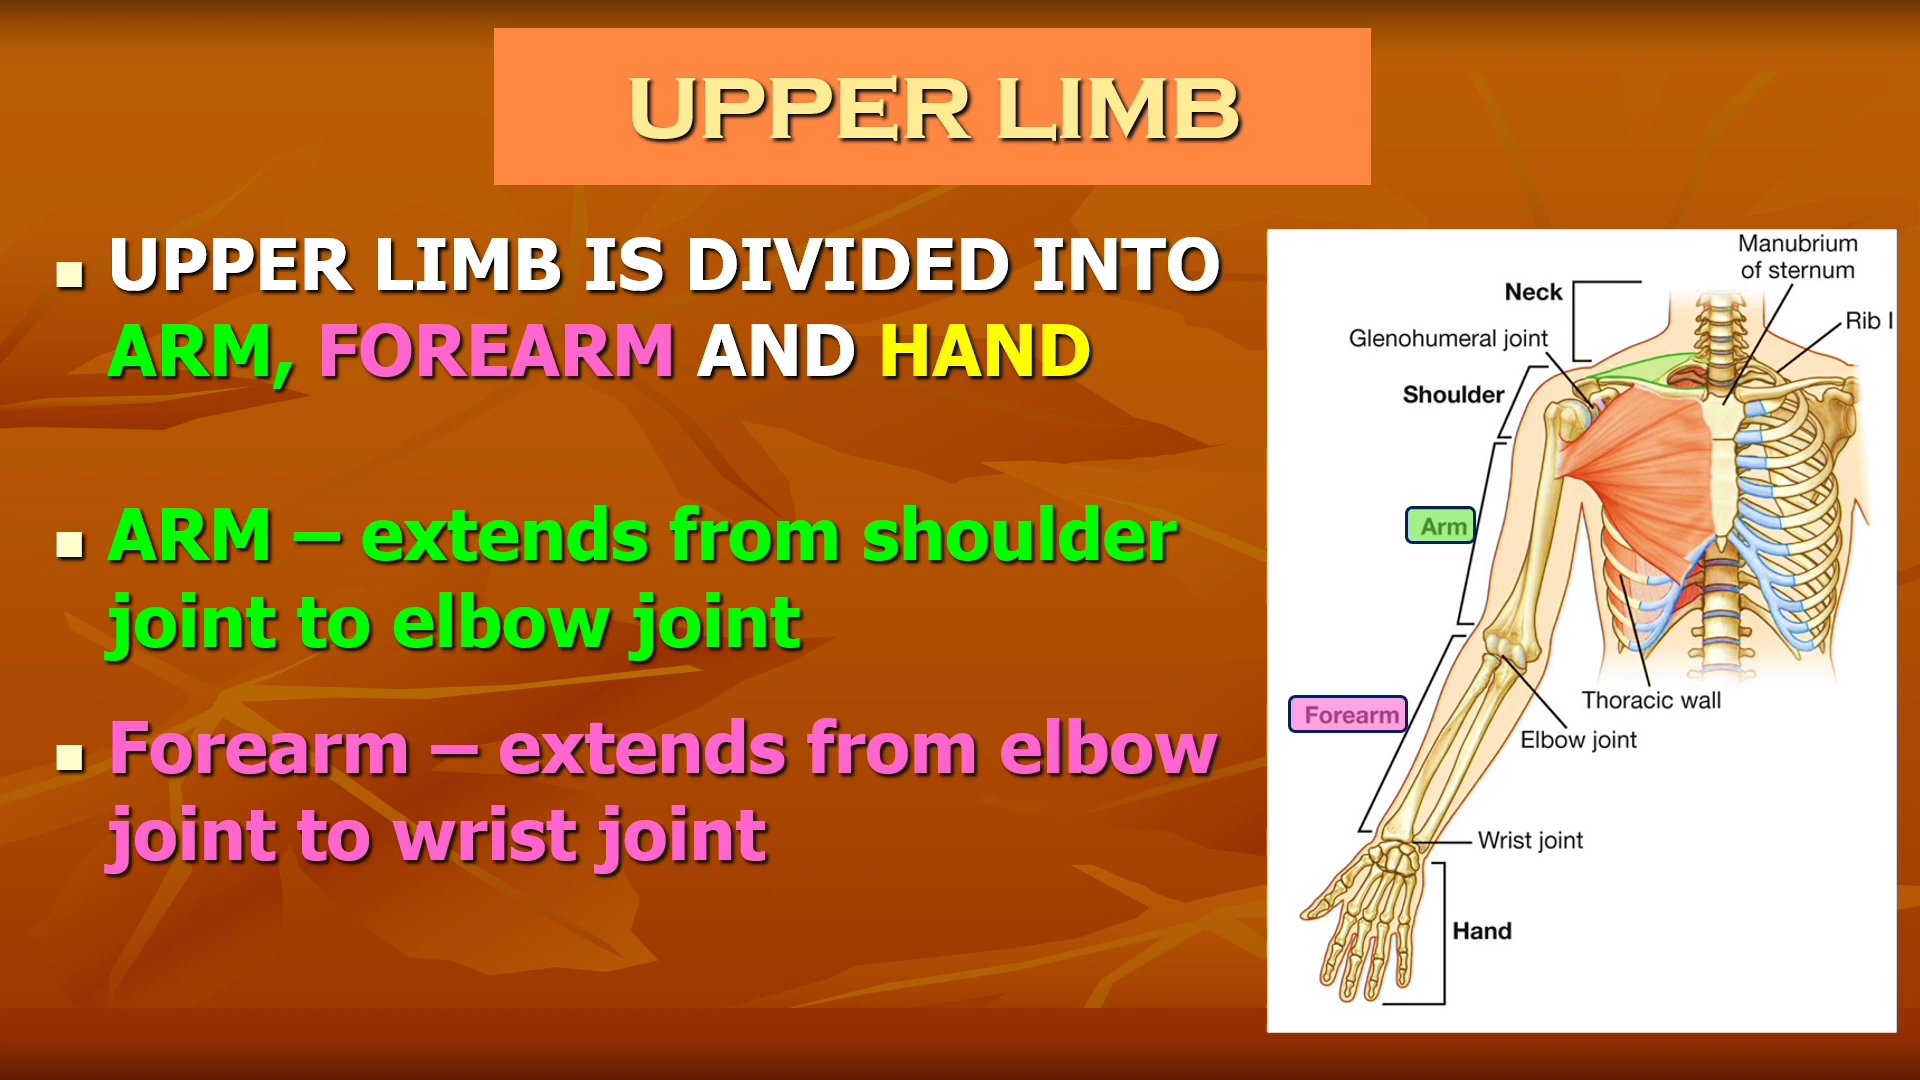 UPPER LIMB
UPPER LIMB IS DIVIDED INTO
ARM, FOREARM AND HAND
ARM – extends from shoulder
joint to elbow joint
Forearm – extends from elbow
joint to wrist joint
Manubrium
of sternum
Neck
Rib I
Glenohumeral joint
Shoulder
Arm
Thoracic wall
Forearm
Elbow joint
Wrist joint
Hand